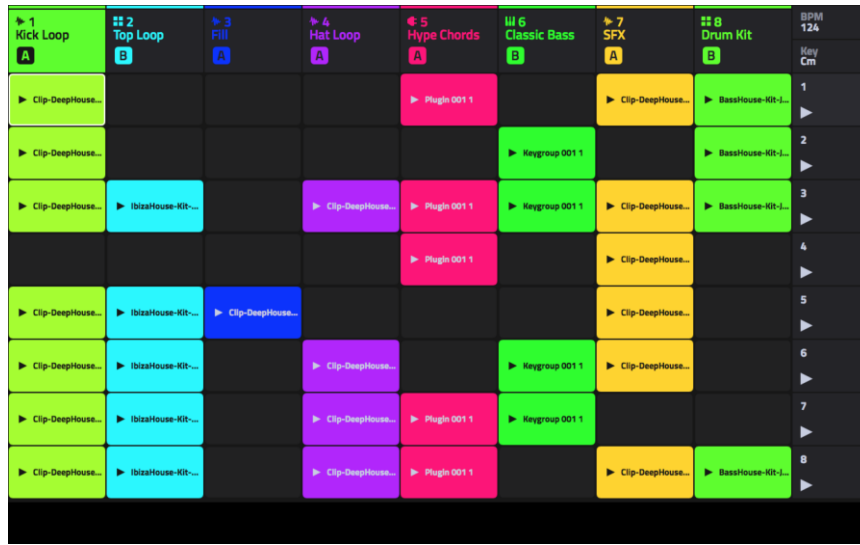 1 2 3 4 5 6 7 8 BPM
Kick Loop Top Loop Fill Hat Loop Hype Chords Classic Bass SFX Drum Kit 124
A B A A A B A B Key
Cm
Clip-DeepHouse... Plugin 001 1 Clip-DeepHouse... BassHouse-Kit-J... 1
Clip-DeepHouse... Keygroup 001 1 BassHouse-Kit-J... 2
Clip-DeepHouse... IbizaHouse-Kit-... Clip-DeepHouse... Plugin 001 1 Keygroup 001 1 Clip-DeepHouse... BassHouse-Kit-J... 3
Plugin 001 1 Clip-DeepHouse... 4
Clip-DeepHouse... IbizaHouse-Kit-... Clip-DeepHouse... Clip-DeepHouse... 5
Clip-DeepHouse... IbizaHouse-Kit-... Clip-DeepHouse... Keygroup 001 1 Clip-DeepHouse... 6
Clip-DeepHouse... IbizaHouse-Kit-... Clip-DeepHouse... Plugin 001 1 Keygroup 001 1 7
Clip-DeepHouse... IbizaHouse-Kit-... Clip-DeepHouse... Plugin 001 1 Clip-DeepHouse... BassHouse-Kit-J... 8